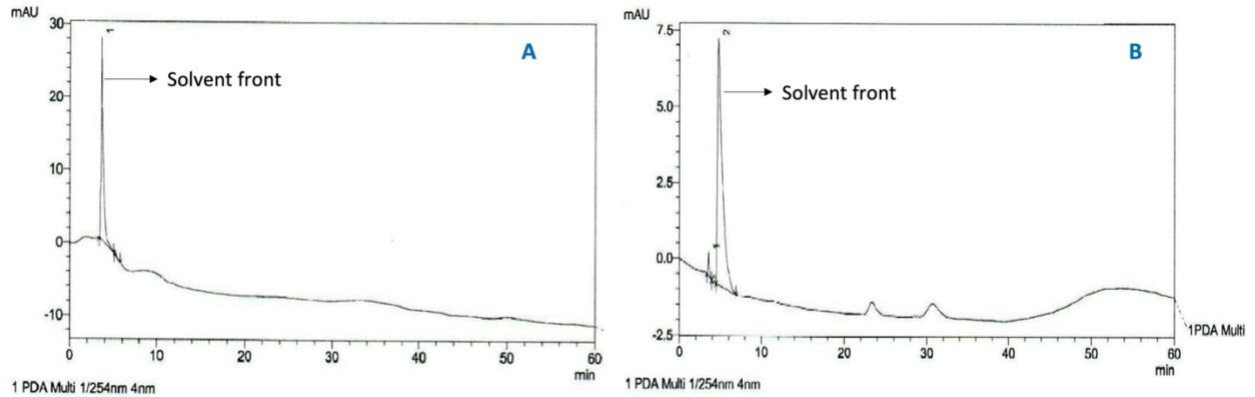 mAU
30
20
10
0
-10
1
Solvent front
A
0 10 20 30 40 50 60
min
1 PDA Multi 1/254nm 4nm
mAU
7.5
5.0
2.5
0.0
-2.5
2
Solvent front
B
0 10 20 30 40 50 60
min
1PDA Multi
1 PDA Multi 1/254nm 4nm